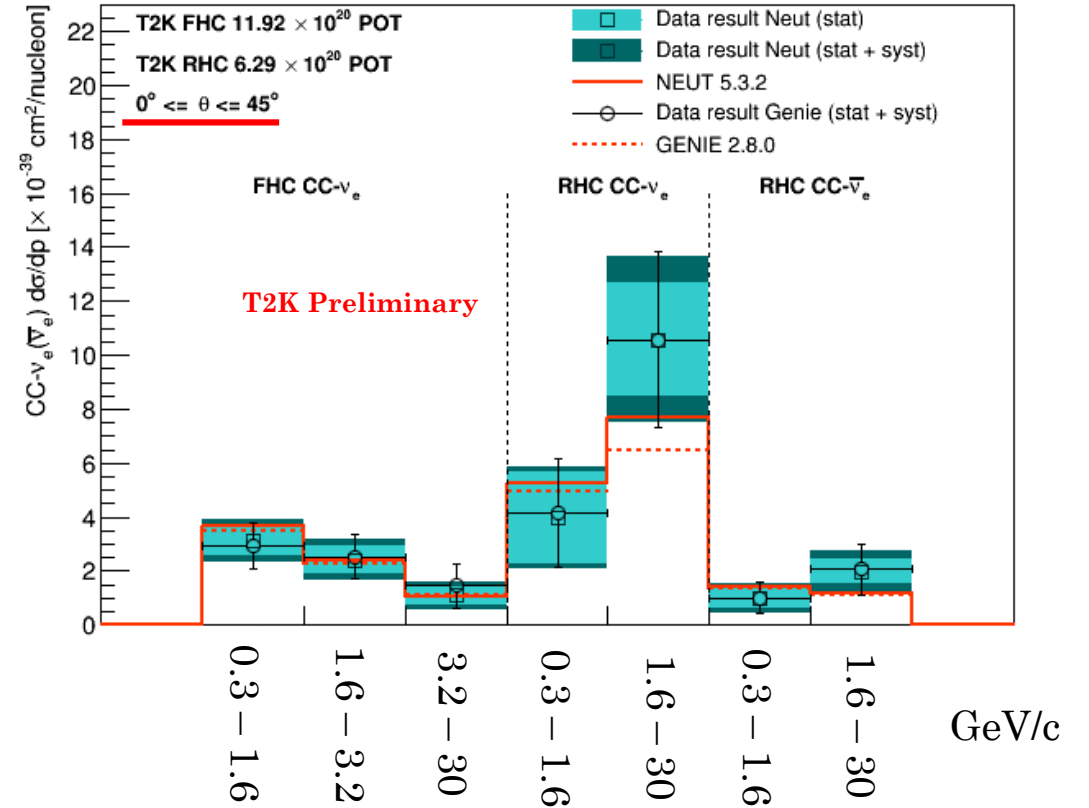 T2K FHC 11.92 × 10²⁰ POT
T2K RHC 6.29 × 10²⁰ POT
0° <= θ <= 45°
Data result Neut (stat)
Data result Neut (stat + syst)
NEUT 5.3.2
Data result Genie (stat + syst)
GENIE 2.8.0
FHC CC-νₑ
RHC CC-νₑ
RHC CC-ν̅ₑ
T2K Preliminary
CC-νₑ(ν̅ₑ) dσ/dp [× 10⁻³⁹ cm²/nucleon]
22
20
18
16
14
12
10
8
6
4
2
0
0.3 – 1.6
1.6 – 3.2
3.2 – 30
0.3 – 1.6
1.6 – 30
0.3 – 1.6
1.6 – 30
GeV/c